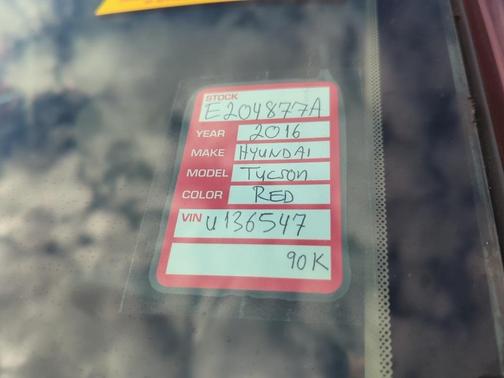 STOCK
E204877A
YEAR 2016
MAKE HYUNDAI
MODEL Tycson
COLOR RED
VIN u136547
90K